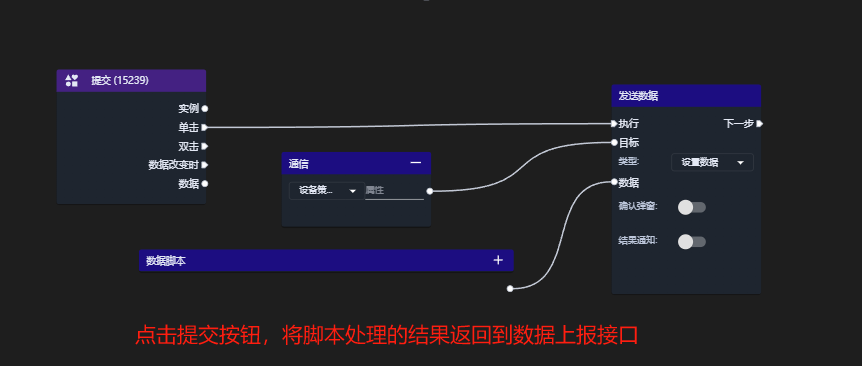 提交 (15239)
实例
单击
双击
数据改变时
数据
通信
设备策...
属性
数据脚本
发送数据
执行
下一步
目标
类型:
设置数据
数据
确认弹窗:
结果通知:
点击提交按钮，将脚本处理的结果返回到数据上报接口